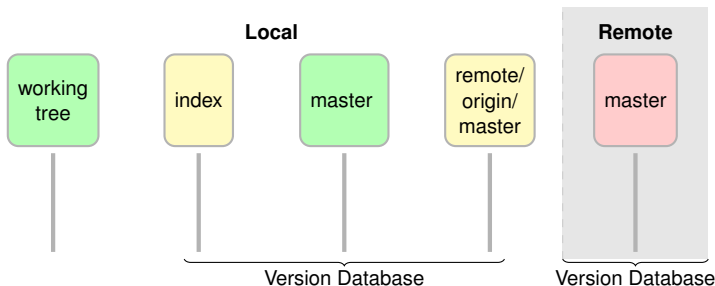 Local
Remote
working
tree
index
master
remote/
origin/
master
master
Version Database
Version Database